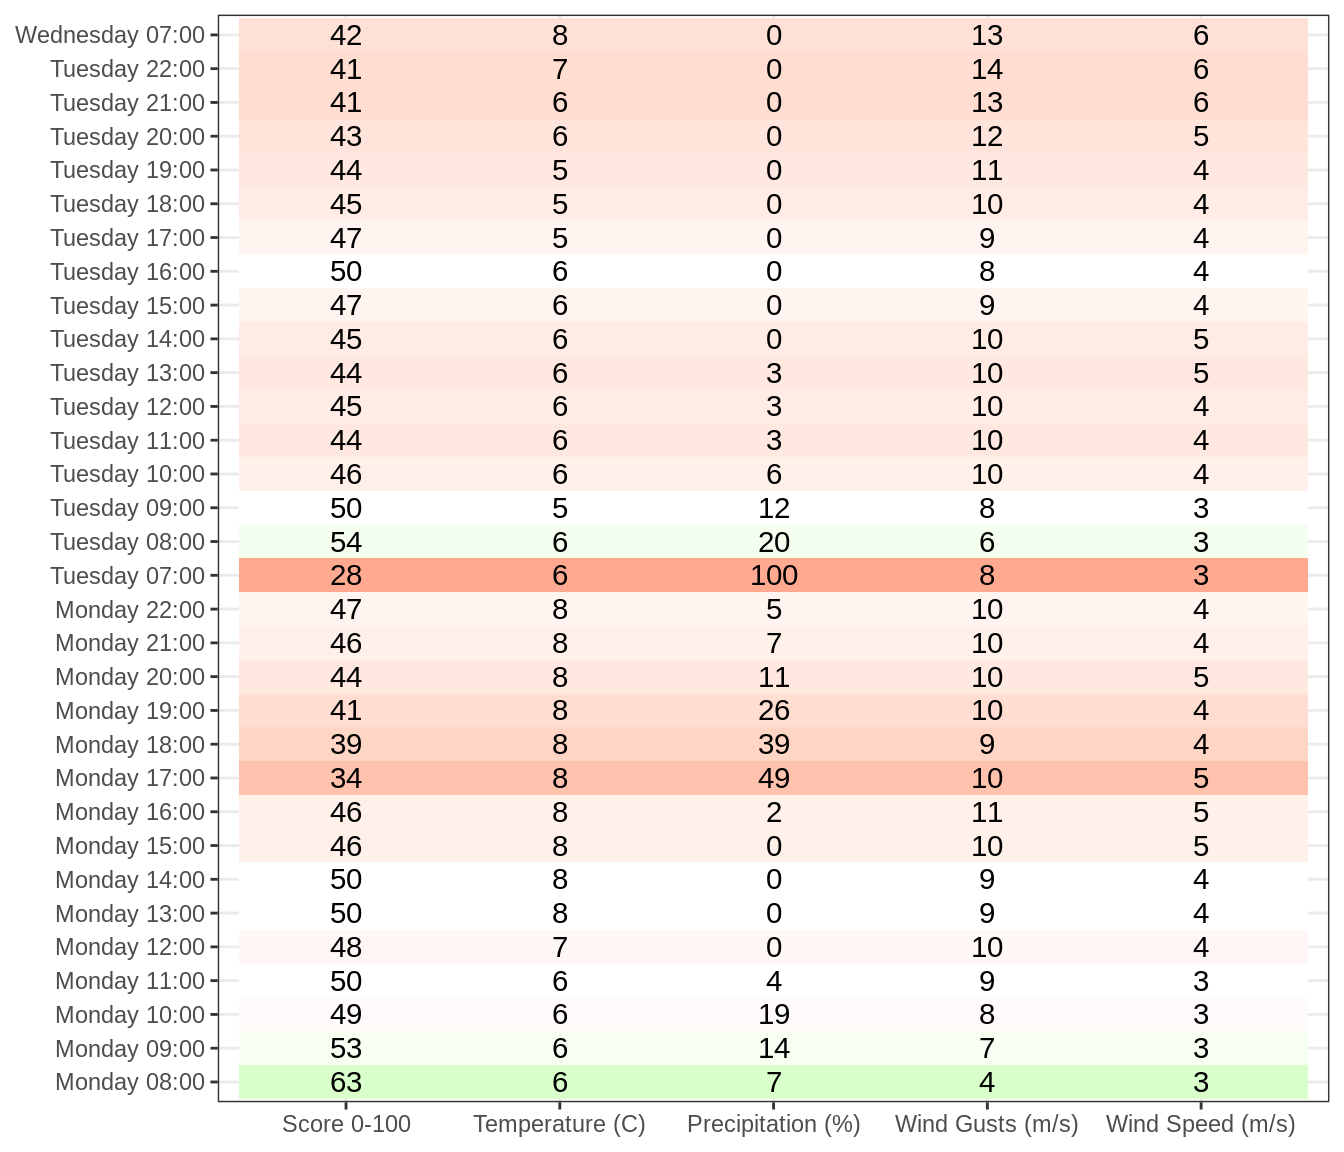 Wednesday 07:00 42 8 0 13 6
Tuesday 22:00 41 7 0 14 6
Tuesday 21:00 41 6 0 13 6
Tuesday 20:00 43 6 0 12 5
Tuesday 19:00 44 5 0 11 4
Tuesday 18:00 45 5 0 10 4
Tuesday 17:00 47 5 0 9 4
Tuesday 16:00 50 6 0 8 4
Tuesday 15:00 47 6 0 9 4
Tuesday 14:00 45 6 0 10 5
Tuesday 13:00 44 6 3 10 5
Tuesday 12:00 45 6 3 10 4
Tuesday 11:00 44 6 3 10 4
Tuesday 10:00 46 6 6 10 4
Tuesday 09:00 50 5 12 8 3
Tuesday 08:00 54 6 20 6 3
Tuesday 07:00 28 6 100 8 3
Monday 22:00 47 8 5 10 4
Monday 21:00 46 8 7 10 4
Monday 20:00 44 8 11 10 5
Monday 19:00 41 8 26 10 4
Monday 18:00 39 8 39 9 4
Monday 17:00 34 8 49 10 5
Monday 16:00 46 8 2 11 5
Monday 15:00 46 8 0 10 5
Monday 14:00 50 8 0 9 4
Monday 13:00 50 8 0 9 4
Monday 12:00 48 7 0 10 4
Monday 11:00 50 6 4 9 3
Monday 10:00 49 6 19 8 3
Monday 09:00 53 6 14 7 3
Monday 08:00 63 6 7 4 3
Score 0-100 Temperature (C) Precipitation (%) Wind Gusts (m/s) Wind Speed (m/s)